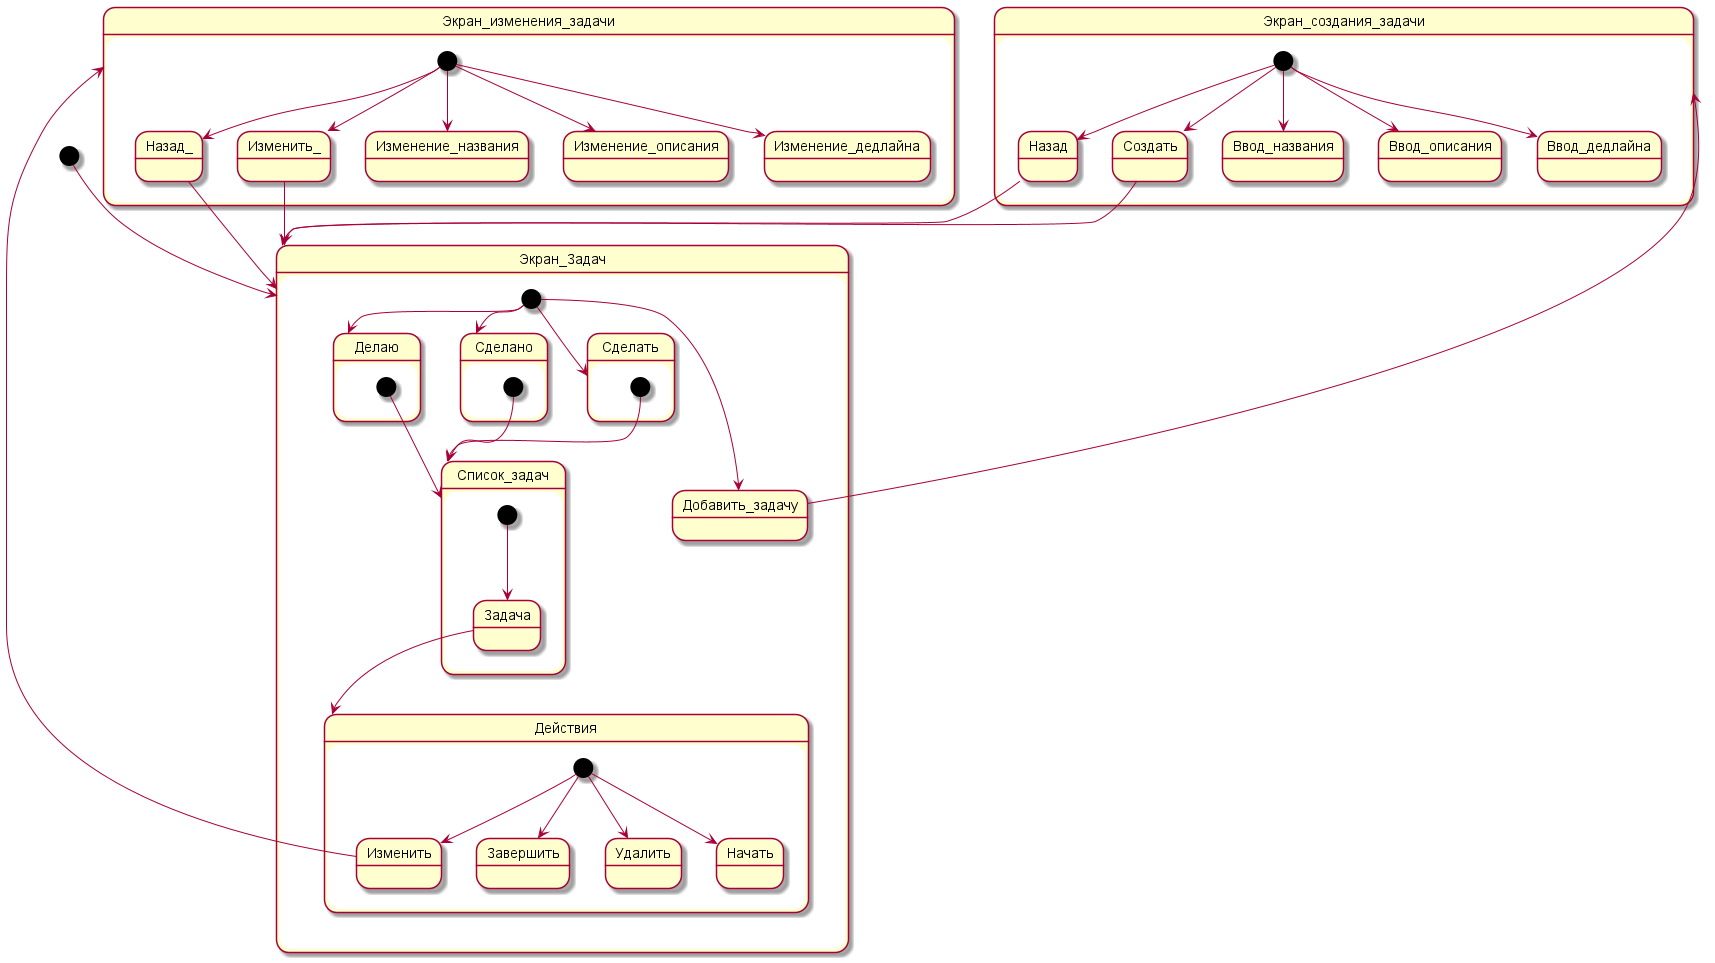 Экран_изменения_задачи
Назад_
Изменить_
Изменение_названия
Изменение_описания
Изменение_дедлайна
Экран_создания_задачи
Назад
Создать
Ввод_названия
Ввод_описания
Ввод_дедлайна
Экран_Задач
Делаю
Сделано
Сделать
Список_задач
Добавить_задачу
Задача
Действия
Изменить
Завершить
Удалить
Начать